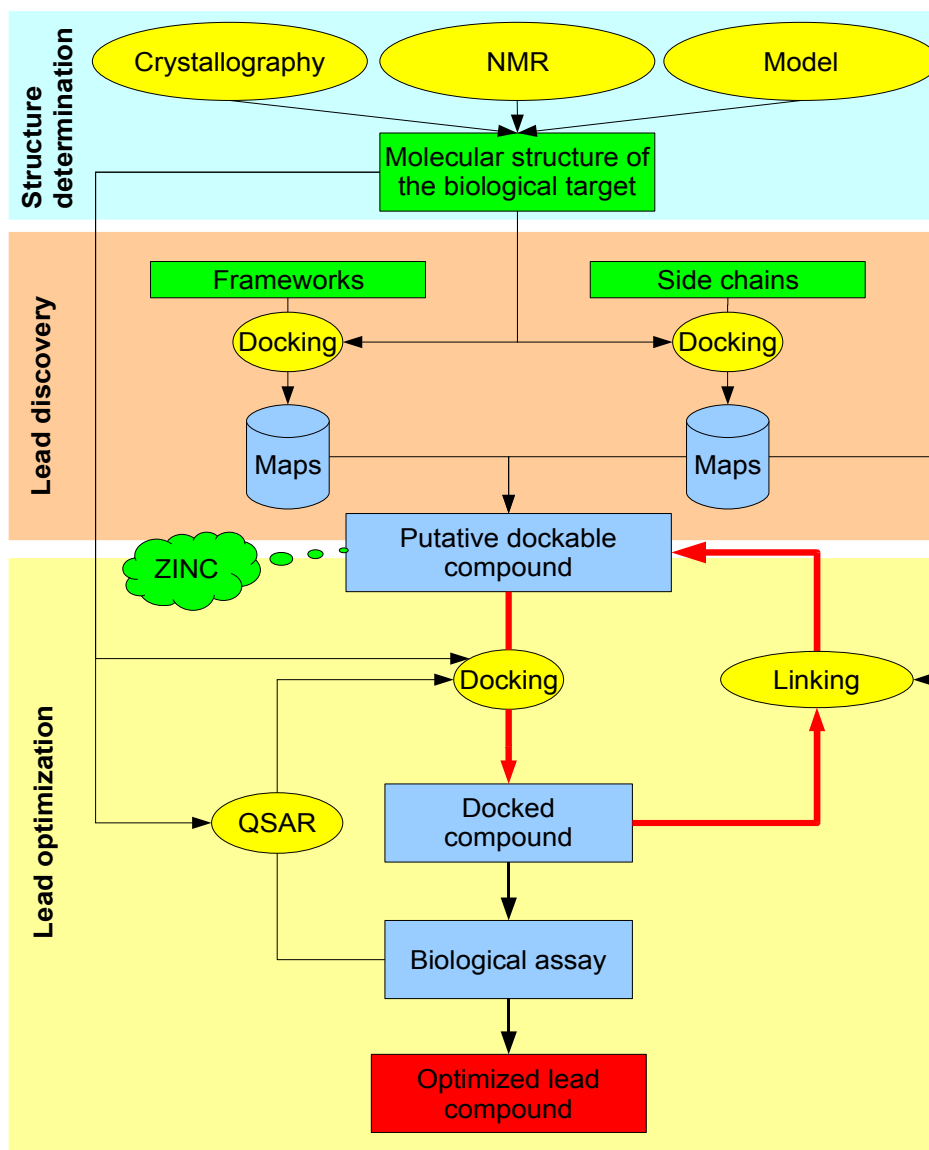 Structure
determination
Crystallography
NMR
Model
Molecular structure of
the biological target
Lead discovery
Frameworks
Side chains
Docking
Docking
Maps
Maps
Putative dockable
compound
ZINC
Lead optimization
Docking
Linking
QSAR
Docked
compound
Biological assay
Optimized lead
compound